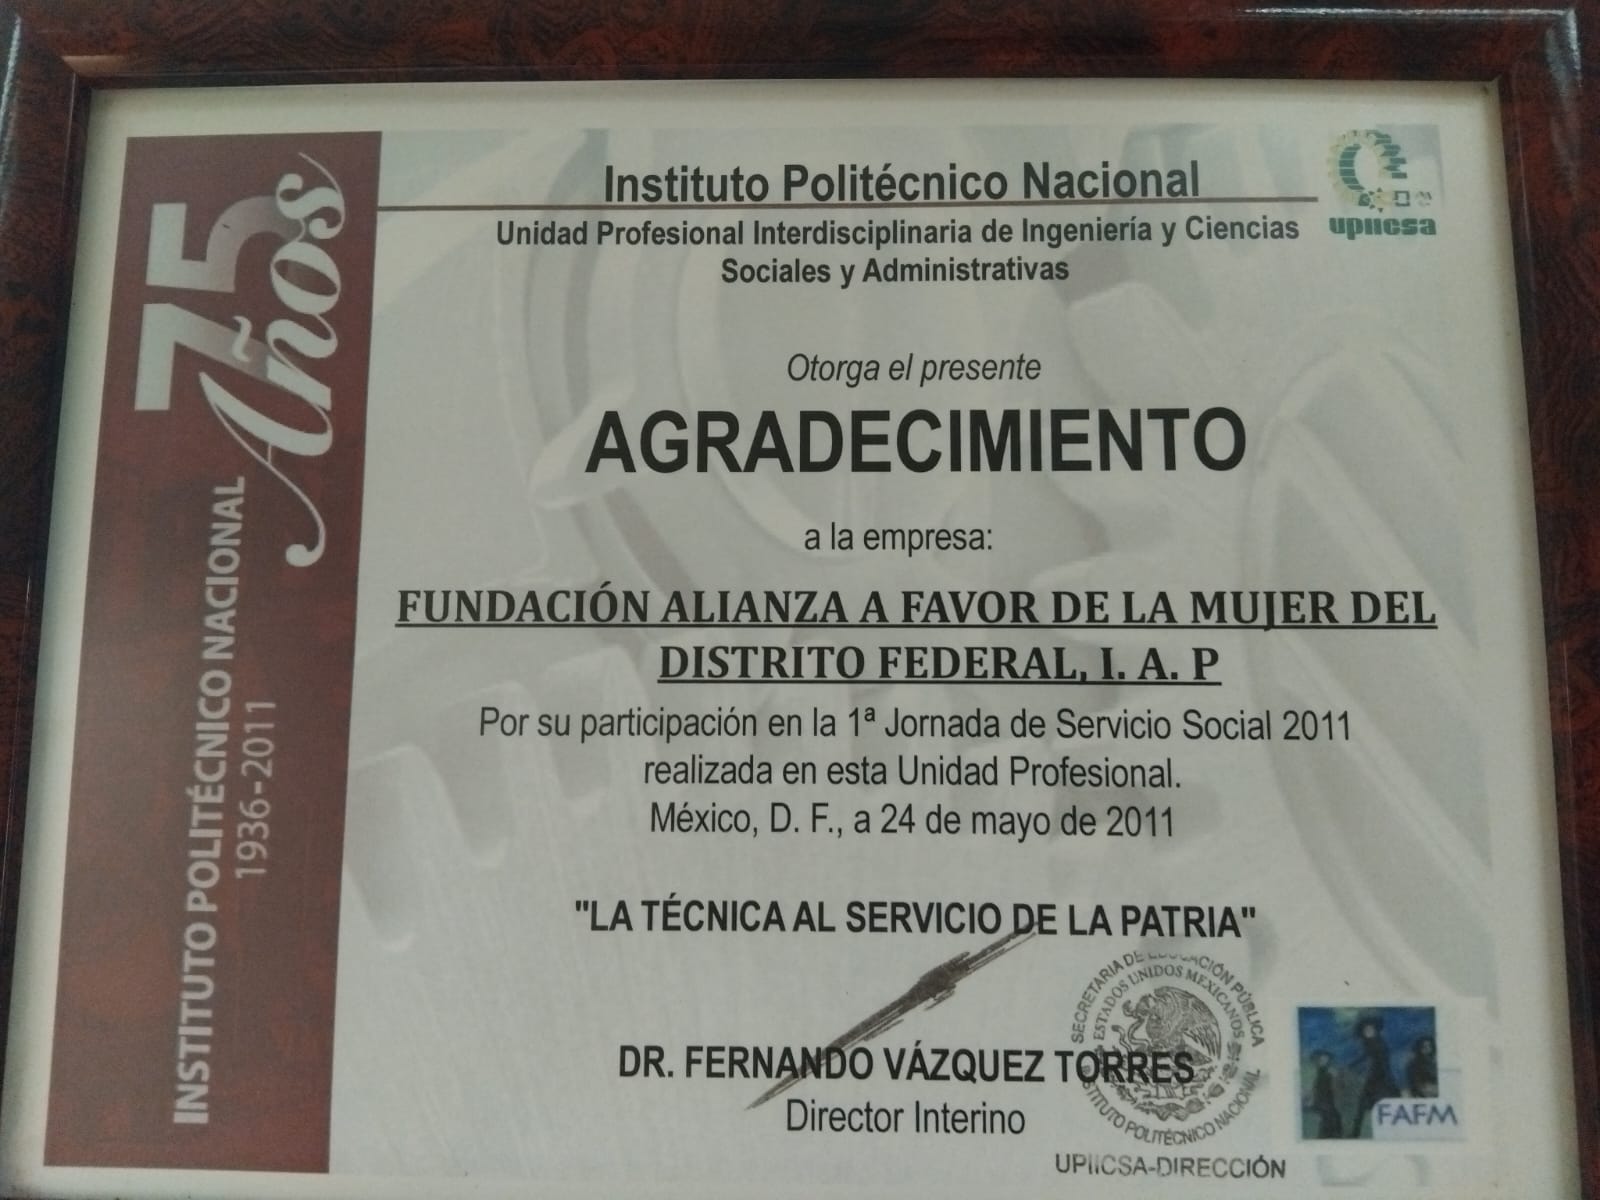 75
Años
INSTITUTO POLITÉCNICO NACIONAL
1936-2011
Instituto Politécnico Nacional
upiicsa
Unidad Profesional Interdisciplinaria de Ingeniería y Ciencias
Sociales y Administrativas
Otorga el presente
AGRADECIMIENTO
a la empresa:
FUNDACIÓN ALIANZA A FAVOR DE LA MUJER DEL
DISTRITO FEDERAL, I. A. P
Por su participación en la 1ª Jornada de Servicio Social 2011
realizada en esta Unidad Profesional.
México, D. F., a 24 de mayo de 2011
"LA TÉCNICA AL SERVICIO DE LA PATRIA"
SECRETARIA DE EDUCACIÓN PÚBLICA
ESTADOS UNIDOS MEXICANOS
INSTITUTO POLITÉCNICO NACIONAL
DR. FERNANDO VÁZQUEZ TORRES
Director Interino
UPIICSA-DIRECCIÓN
FAFM